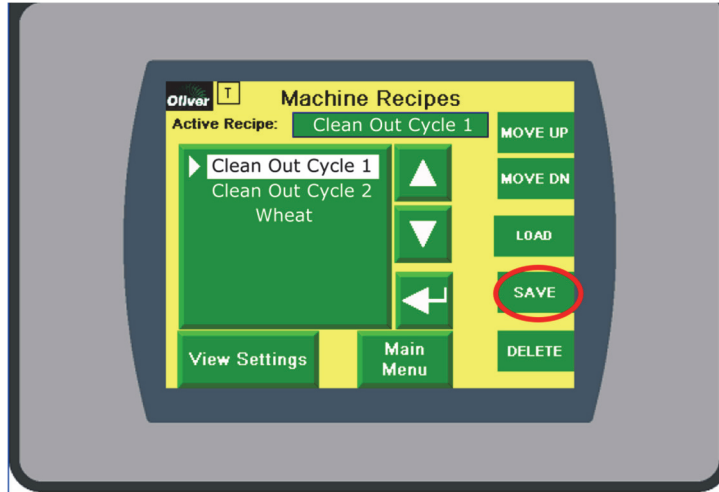 Oliver T Machine Recipes
Active Recipe: Clean Out Cycle 1
MOVE UP
Clean Out Cycle 1
Clean Out Cycle 2
Wheat
MOVE DN
LOAD
SAVE
DELETE
View Settings
Main
Menu